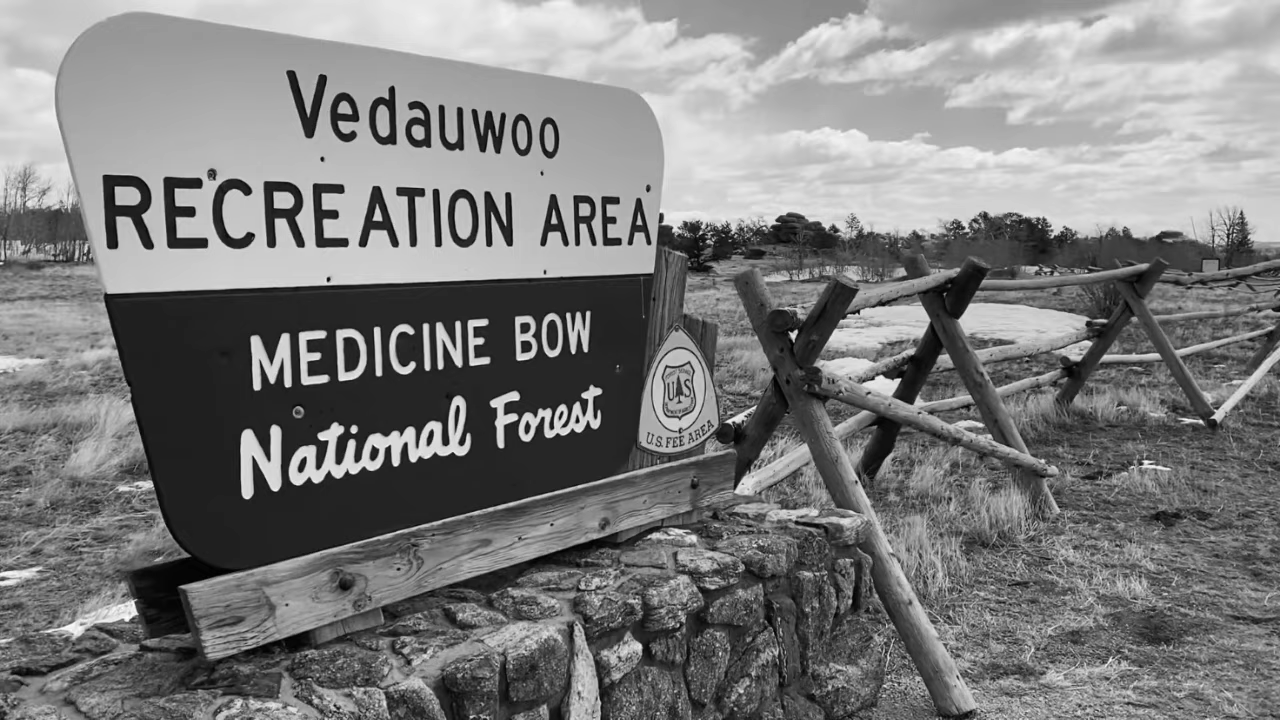 Vedauwoo
RECREATION AREA
MEDICINE BOW
National Forest
U S
U.S. FEE AREA